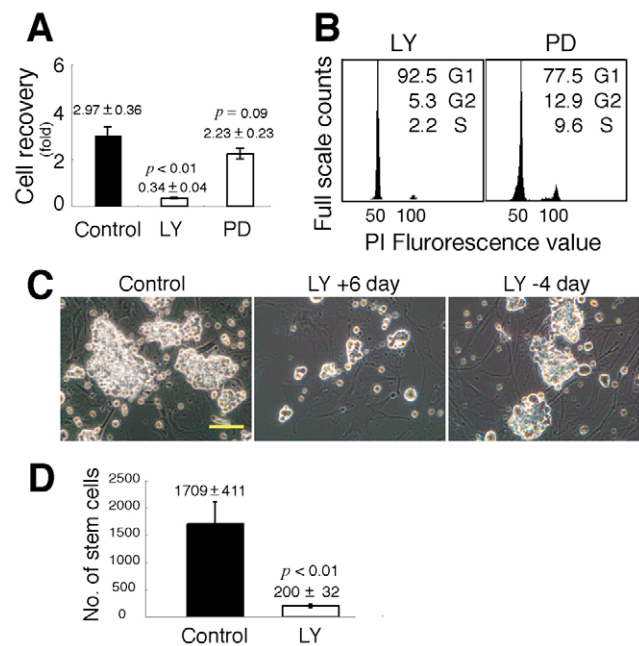 A
Cell recovery
(fold)
6
4
2
0
2.97 ± 0.36
p < 0.01
0.34 ± 0.04
p = 0.09
2.23 ± 0.23
Control LY PD
B
LY PD
Full scale counts
92.5 G1
5.3 G2
2.2 S
77.5 G1
12.9 G2
9.6 S
50 100 50 100
PI Flurorescence value
C
Control LY +6 day LY -4 day
D
No. of stem cells
2500
2000
1500
1000
500
0
1709 ± 411
p < 0.01
200 ± 32
Control LY